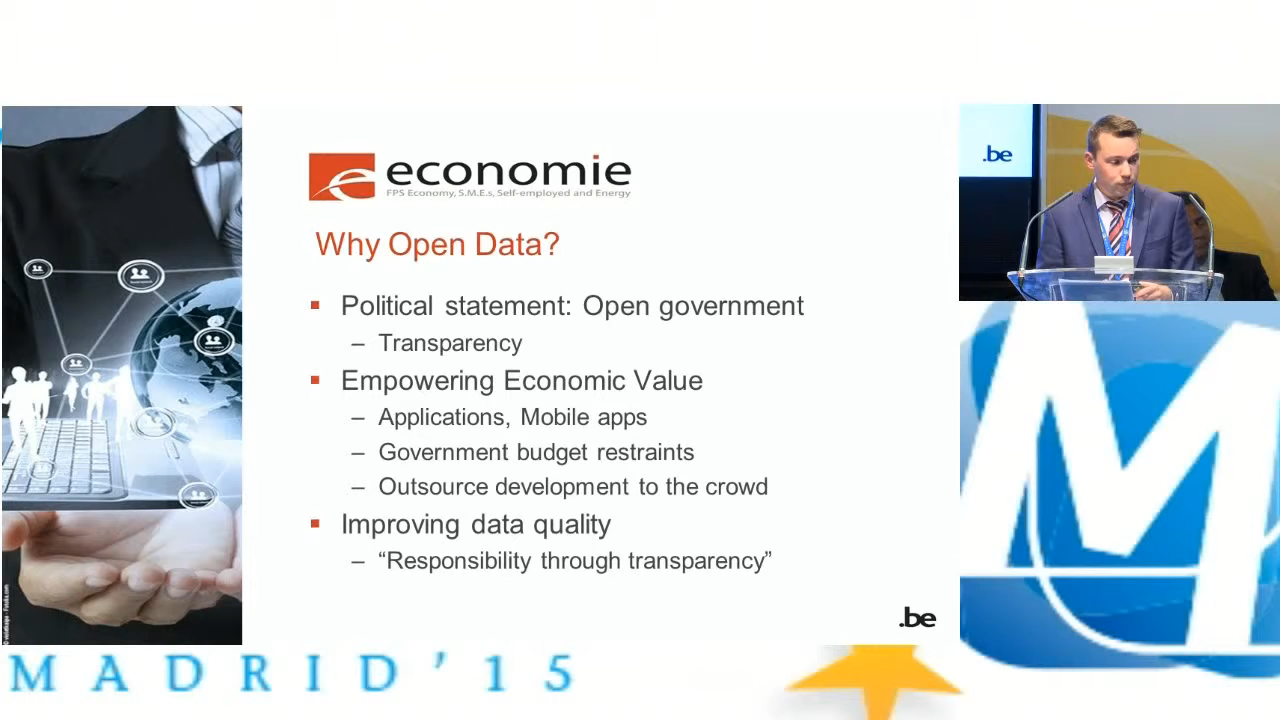 economie
FPS Economy, S.M.E.s, Self-employed and Energy
Why Open Data?
▪ Political statement: Open government
– Transparency
▪ Empowering Economic Value
– Applications, Mobile apps
– Government budget restraints
– Outsource development to the crowd
▪ Improving data quality
– “Responsibility through transparency”
.be
.be
M
MADRID’15